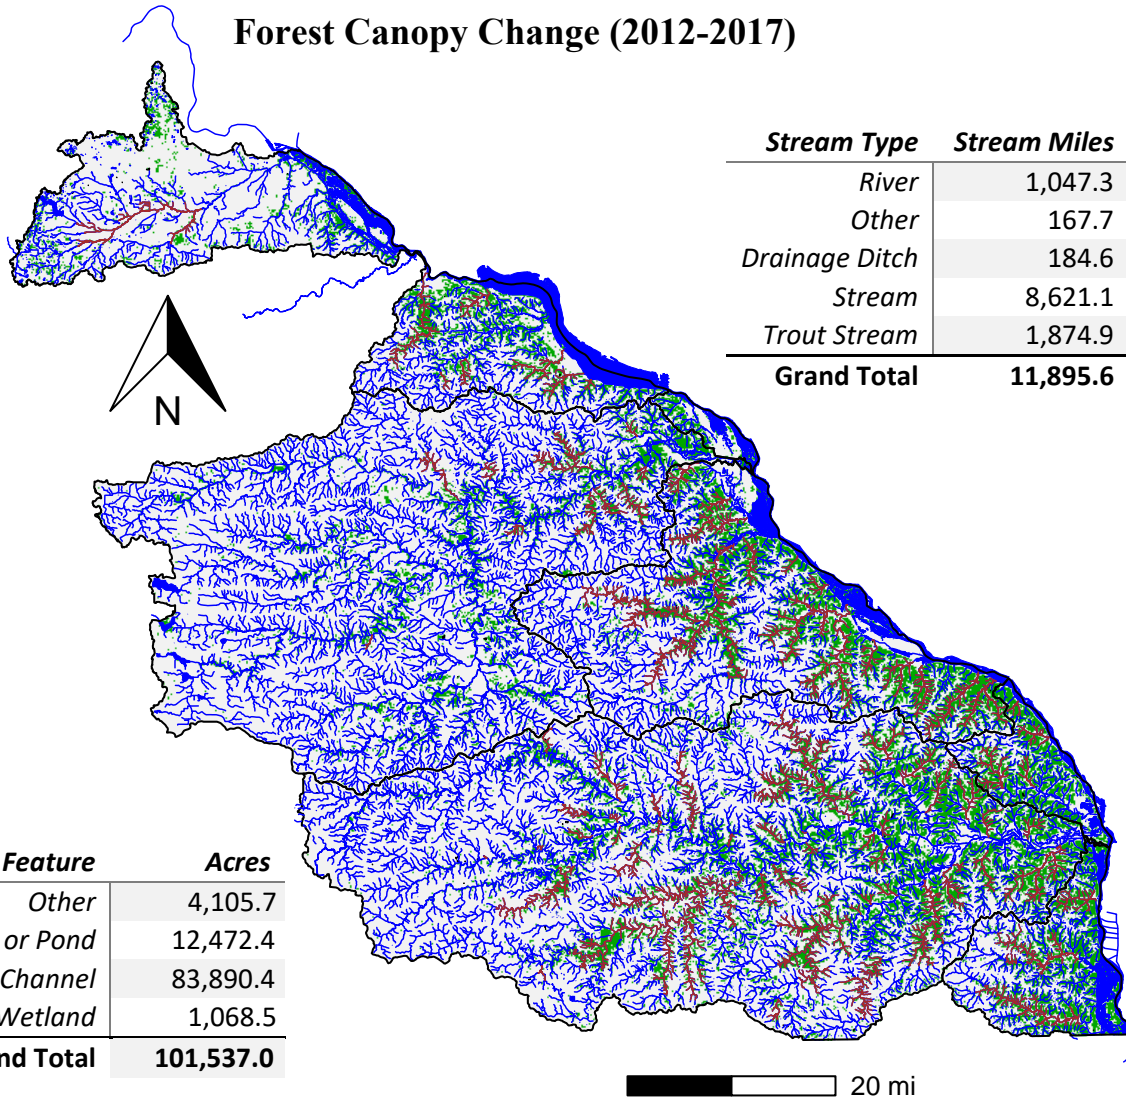 Forest Canopy Change (2012-2017)
Stream Type Stream Miles
River 1,047.3
Other 167.7
Drainage Ditch 184.6
Stream 8,621.1
Trout Stream 1,874.9
Grand Total 11,895.6
N
Feature Acres
Other 4,105.7
or Pond 12,472.4
Channel 83,890.4
Wetland 1,068.5
nd Total 101,537.0
20 mi